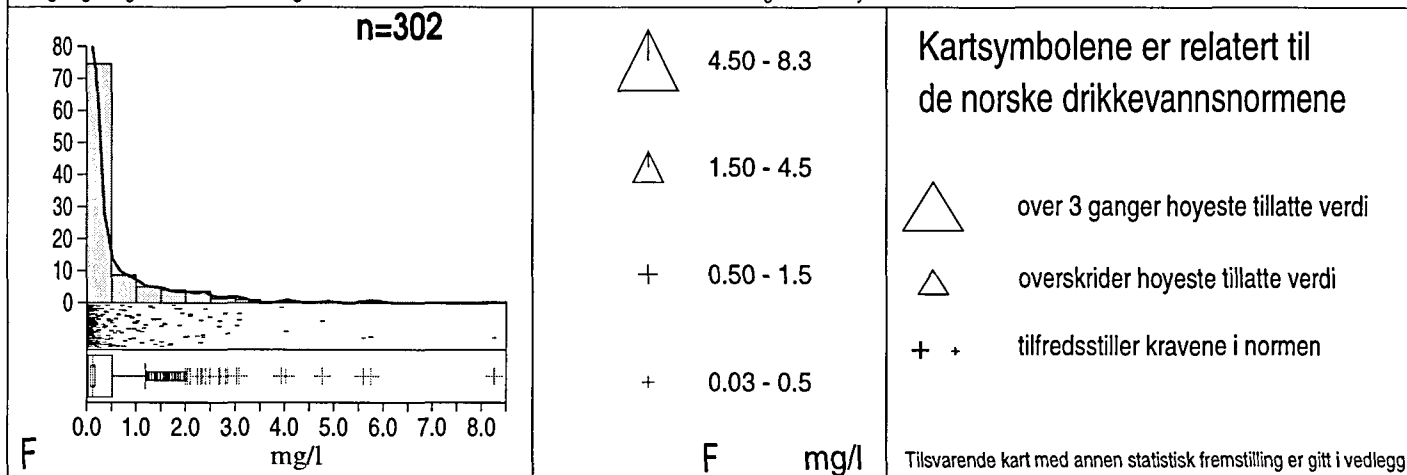 n=302
80
70
60
50
40
30
20
10
0
0.0 1.0 2.0 3.0 4.0 5.0 6.0 7.0 8.0
F mg/l
4.50 - 8.3
1.50 - 4.5
0.50 - 1.5
0.03 - 0.5
F mg/l
Kartsymbolene er relatert til
de norske drikkevannsnormene
over 3 ganger hoyeste tillatte verdi
overskrider hoyeste tillatte verdi
tilfredsstiller kravene i normen
Tilsvarende kart med annen statistisk fremstilling er gitt i vedlegg